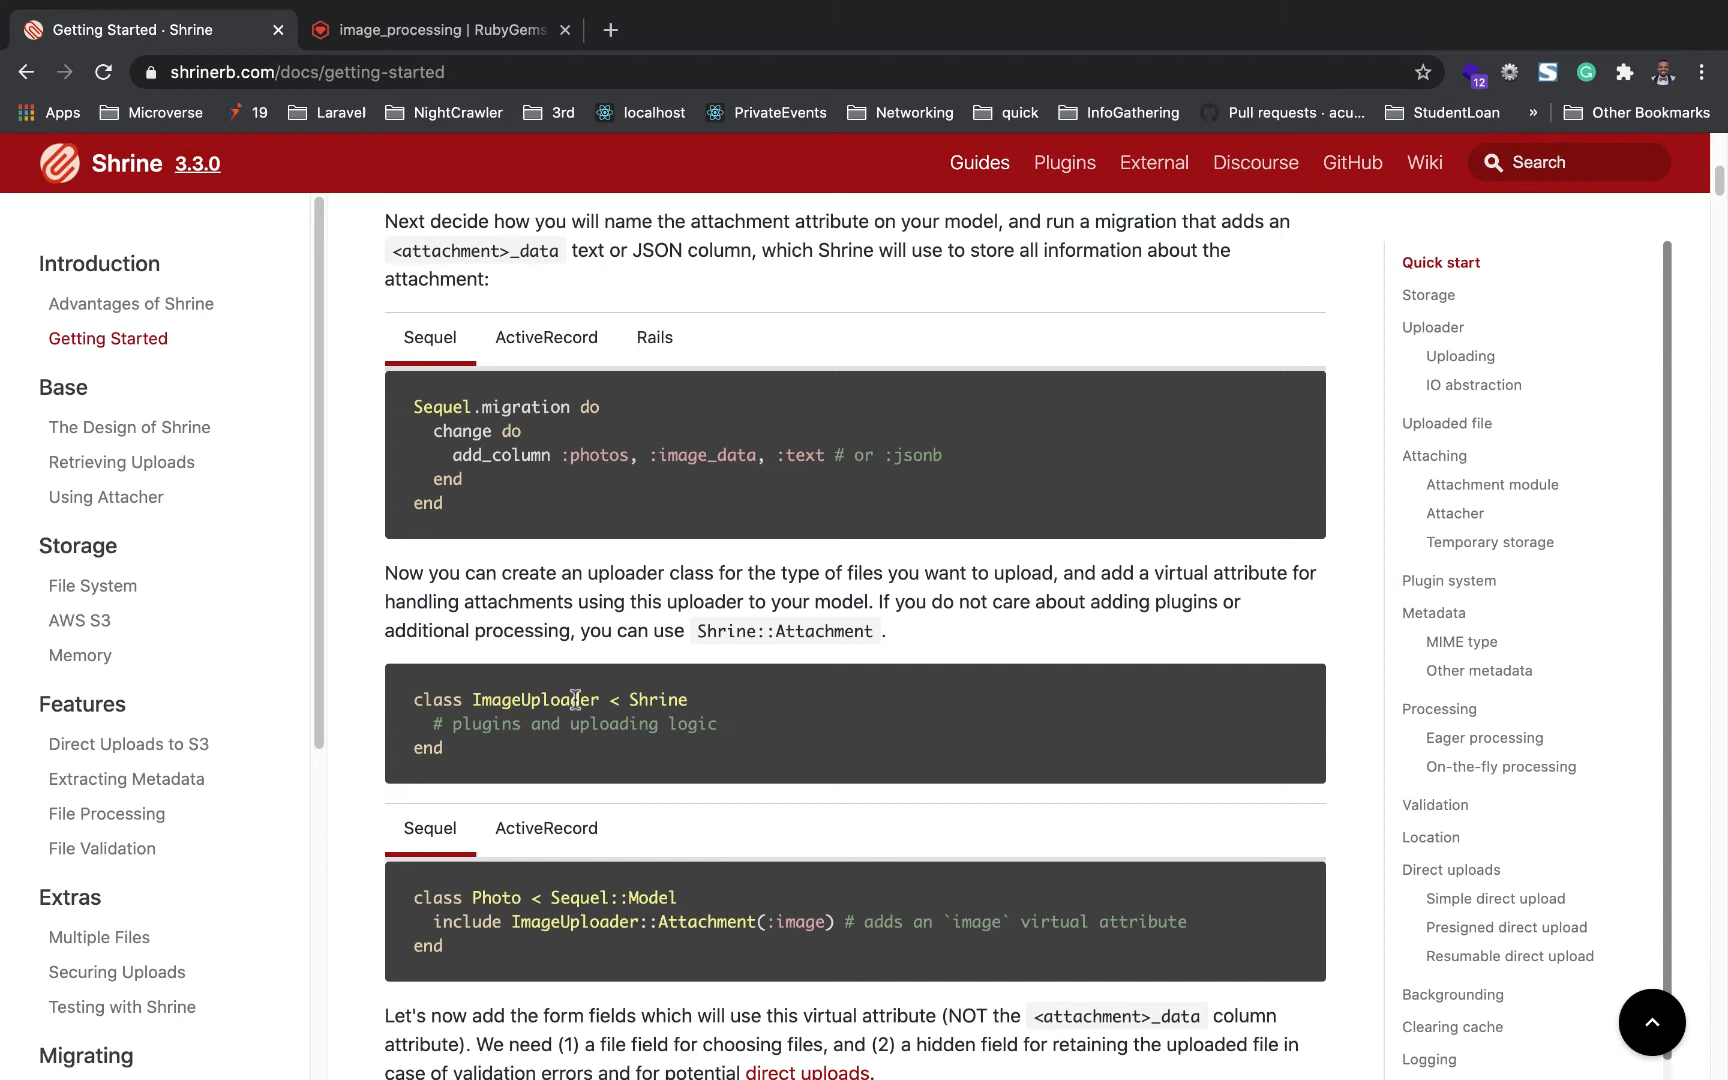 Getting Started · Shrine
image_processing | RubyGems
shrinerb.com/docs/getting-started
12
Apps
Microverse
19
Laravel
NightCrawler
3rd
localhost
PrivateEvents
Networking
quick
InfoGathering
Pull requests · acu...
StudentLoan
»
Other Bookmarks
Shrine 3.3.0
Guides
Plugins
External
Discourse
GitHub
Wiki
Search
Introduction
Advantages of Shrine
Getting Started
Base
The Design of Shrine
Retrieving Uploads
Using Attacher
Storage
File System
AWS S3
Memory
Features
Direct Uploads to S3
Extracting Metadata
File Processing
File Validation
Extras
Multiple Files
Securing Uploads
Testing with Shrine
Migrating
Next decide how you will name the attachment attribute on your model, and run a migration that adds an
<attachment>_data text or JSON column, which Shrine will use to store all information about the
attachment:
Sequel
ActiveRecord
Rails
Sequel.migration do
change do
add_column :photos, :image_data, :text # or :jsonb
end
end
Now you can create an uploader class for the type of files you want to upload, and add a virtual attribute for
handling attachments using this uploader to your model. If you do not care about adding plugins or
additional processing, you can use Shrine::Attachment .
class ImageUploader < Shrine
# plugins and uploading logic
end
Sequel
ActiveRecord
class Photo < Sequel::Model
include ImageUploader::Attachment(:image) # adds an `image` virtual attribute
end
Let's now add the form fields which will use this virtual attribute (NOT the <attachment>_data column
attribute). We need (1) a file field for choosing files, and (2) a hidden field for retaining the uploaded file in
case of validation errors and for potential direct uploads.
Quick start
Storage
Uploader
Uploading
IO abstraction
Uploaded file
Attaching
Attachment module
Attacher
Temporary storage
Plugin system
Metadata
MIME type
Other metadata
Processing
Eager processing
On-the-fly processing
Validation
Location
Direct uploads
Simple direct upload
Presigned direct upload
Resumable direct upload
Backgrounding
Clearing cache
Logging